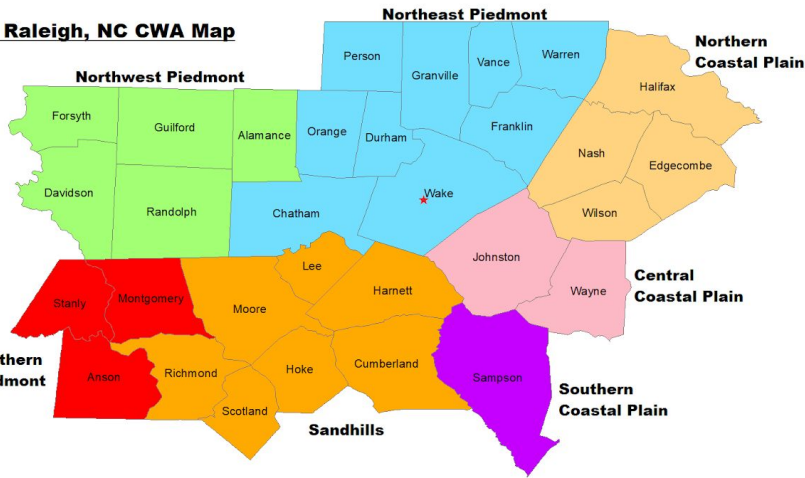 Raleigh, NC CWA Map
Northeast Piedmont
Northern
Coastal Plain
Northwest Piedmont
Person
Granville
Vance
Warren
Halifax
Forsyth
Guilford
Alamance
Orange
Durham
Franklin
Nash
Edgecombe
Davidson
Randolph
Chatham
Wake
Wilson
Johnston
Wayne
Central
Coastal Plain
Lee
Harnett
Stanly
Montgomery
Moore
Anson
Richmond
Hoke
Cumberland
Sampson
Scotland
Southern
Coastal Plain
Sandhills
thern
dmont